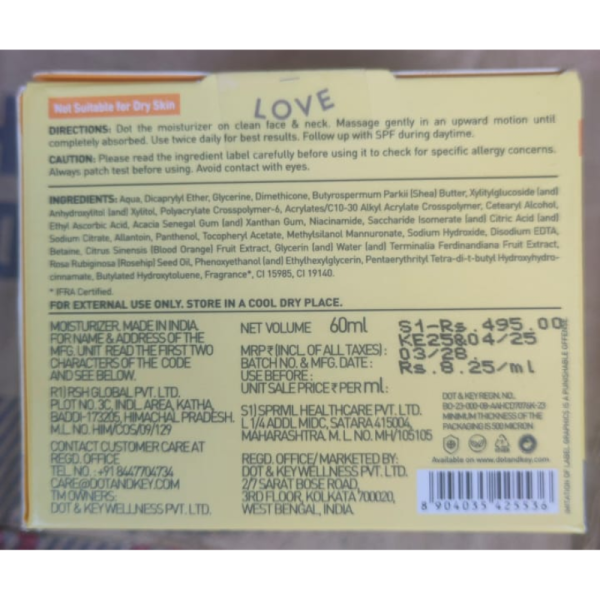 LOVE
Not Suitable for Dry Skin
DIRECTIONS: Dot the moisturizer on clean face & neck. Massage gently in an upward motion until
completely absorbed. Use twice daily for best results. Follow up with SPF during daytime.
CAUTION: Please read the ingredient label carefully before using it to check for specific allergy concerns.
Always patch test before using. Avoid contact with eyes.
INGREDIENTS: Aqua, Dicaprylyl Ether, Glycerine, Dimethicone, Butyrospermum Parkii (Shea) Butter, Xylitylglucoside (and)
Anhydroxylitol (and) Xylitol, Polyacrylate Crosspolymer-6, Acrylates/C10-30 Alkyl Acrylate Crosspolymer, Cetearyl Alcohol,
Ethyl Ascorbic Acid, Acacia Senegal Gum (and) Xanthan Gum, Niacinamide, Saccharide Isomerate (and) Citric Acid (and)
Sodium Citrate, Allantoin, Panthenol, Tocopheryl Acetate, Methylsilanol Mannuronate, Sodium Hydroxide, Disodium EDTA,
Betaine, Citrus Sinensis (Blood Orange) Fruit Extract, Glycerin (and) Water (and) Terminalia Ferdinandiana Fruit Extract,
Rosa Rubiginosa (Rosehip) Seed Oil, Phenoxyethanol (and) Ethylhexylglycerin, Pentaerythrityl Tetra-di-t-butyl Hydroxyhydro-
cinnamate, Butylated Hydroxytoluene, Fragrance*, CI 15985, CI 19140.
* IFRA Certified.
FOR EXTERNAL USE ONLY. STORE IN A COOL DRY PLACE.
MOISTURIZER. MADE IN INDIA.
FOR NAME & ADDRESS OF THE
MFG. UNIT READ THE FIRST TWO
CHARACTERS OF THE CODE
AND SEE BELOW.
R1) RSH GLOBAL PVT. LTD.
PLOT NO. 3C, INDL. AREA, KATHA,
BADDI-173205, HIMACHAL PRADESH.
M.L. NO. HIM/COS/09/129
CONTACT CUSTOMER CARE AT
REGD. OFFICE
TEL. NO. : +91 8447704734
CARE@DOTANDKEY.COM
TM OWNERS:
DOT & KEY WELLNESS PVT. LTD.
NET VOLUME 60ml
MRP ₹ (INCL. OF ALL TAXES) :
BATCH NO. & MFG. DATE :
USE BEFORE :
UNIT SALE PRICE ₹ PER ml :
S1-Rs. 495.00
KE25&04/25
03/28
Rs. 8.25/ml
S1) SPRVIL HEALTHCARE PVT. LTD.
L 1/4 ADDL MIDC, SATARA 415004,
MAHARASHTRA. M. L. NO. MH/105105
REGD. OFFICE/MARKETED BY:
DOT & KEY WELLNESS PVT. LTD.
2/7 SARAT BOSE ROAD,
3RD FLOOR, KOLKATA 700020,
WEST BENGAL, INDIA.
DOT & KEY REGN. NO.:
MINIMUM THICKNESS OF THE
PACKAGING IS 500 MICRON.
Available on www.dotandkey.com
8 904035 425536
IMITATION OF LABEL, GRAPHICS IS A PUNISHABLE OFFENSE.